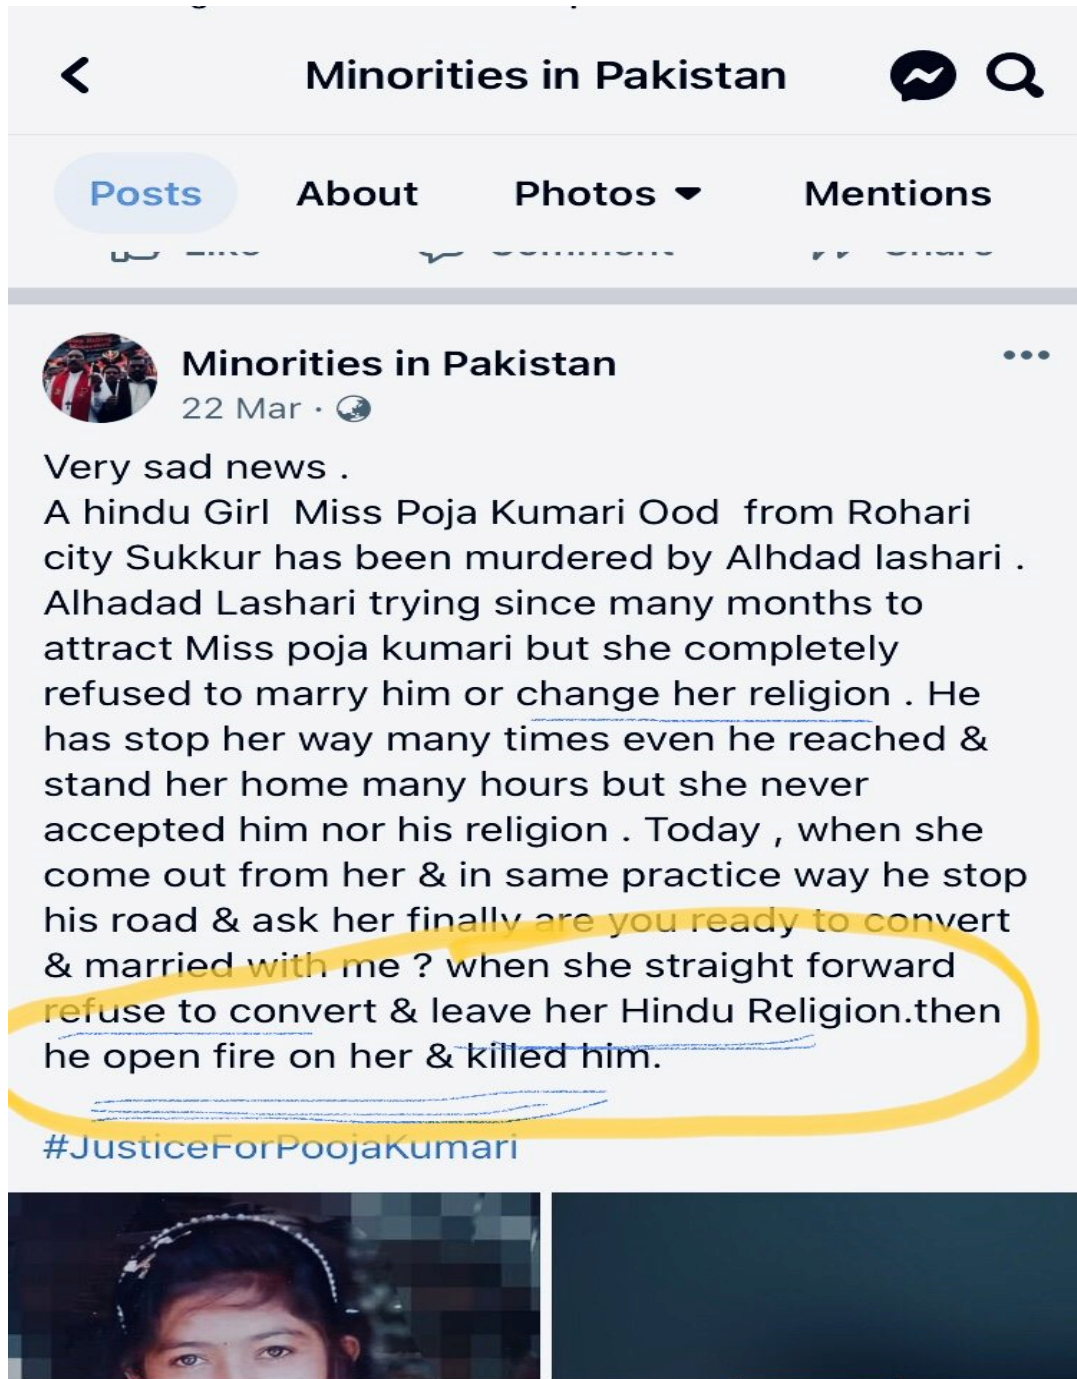 Minorities in Pakistan
Posts About Photos Mentions
Minorities in Pakistan
22 Mar ·
Very sad news .
A hindu Girl Miss Poja Kumari Ood from Rohari
city Sukkur has been murdered by Alhdad lashari .
Alhadad Lashari trying since many months to
attract Miss poja kumari but she completely
refused to marry him or change her religion . He
has stop her way many times even he reached &
stand her home many hours but she never
accepted him nor his religion . Today , when she
come out from her & in same practice way he stop
his road & ask her finally are you ready to convert
& married with me ? when she straight forward
refuse to convert & leave her Hindu Religion.then
he open fire on her & killed him.
#JusticeForPoojaKumari